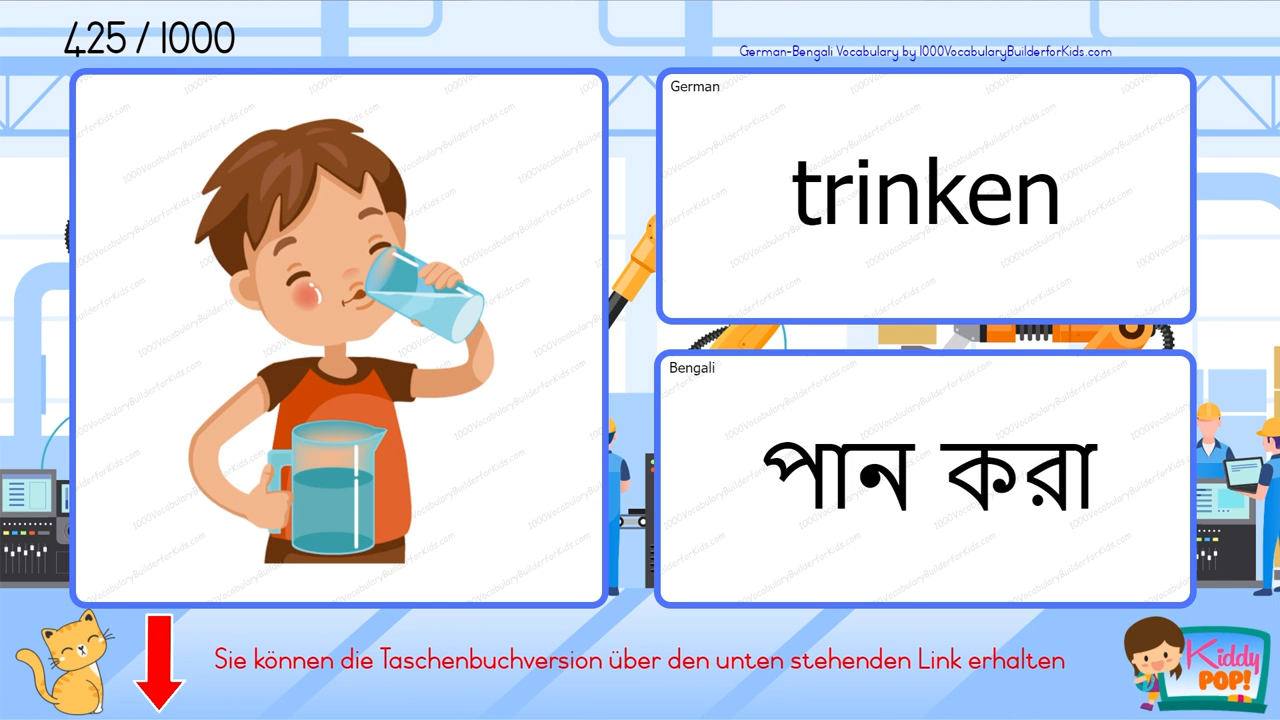 425 / 1000
German-Bengali Vocabulary by 1000VocabularyBuilderforKids.com
German
trinken
Bengali
পান করা
Sie können die Taschenbuchversion über den unten stehenden Link erhalten
Kiddy
POP!